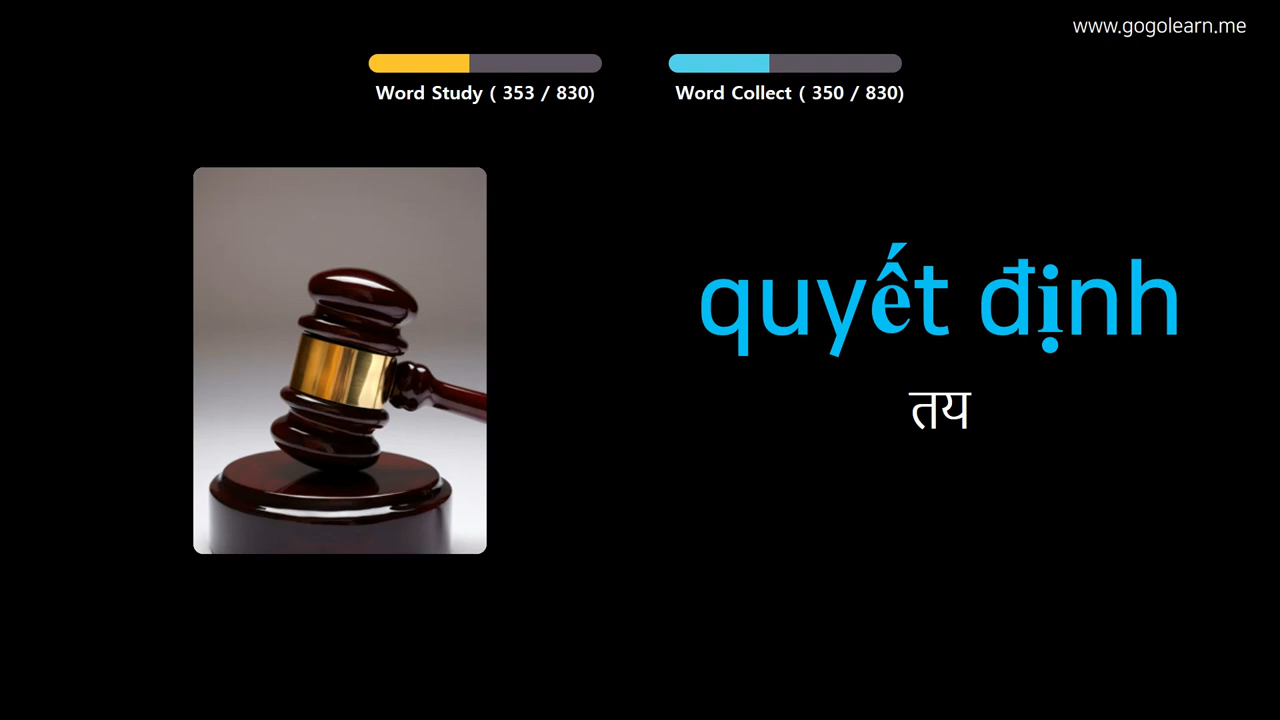 www.gogolearn.me
Word Study ( 353 / 830)
Word Collect ( 350 / 830)
quyết định
तय